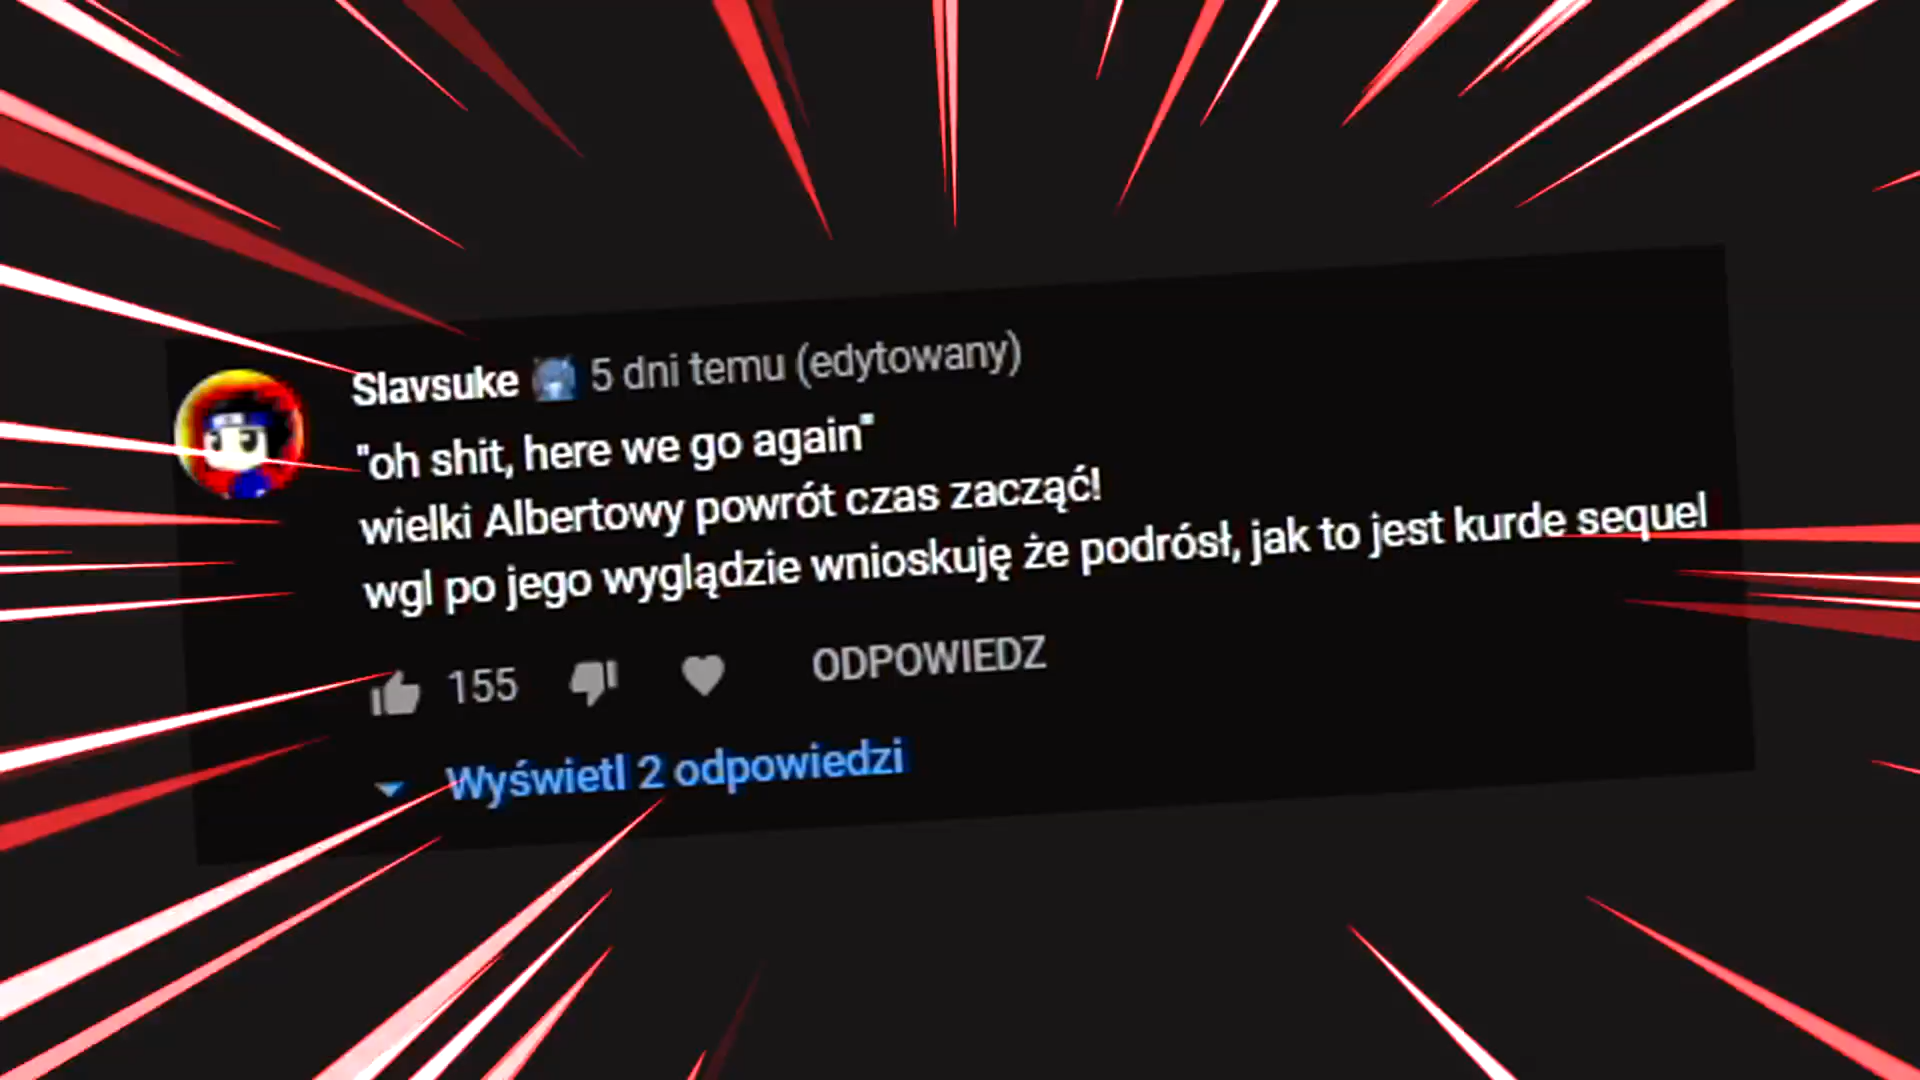 Slavsuke 5 dni temu (edytowany)
"oh shit, here we go again"
wielki Albertowy powrót czas zacząć!
wgl po jego wyglądzie wnioskuję że podrósł, jak to jest kurde sequel
155 ODPOWIEDZ
Wyświetl 2 odpowiedzi